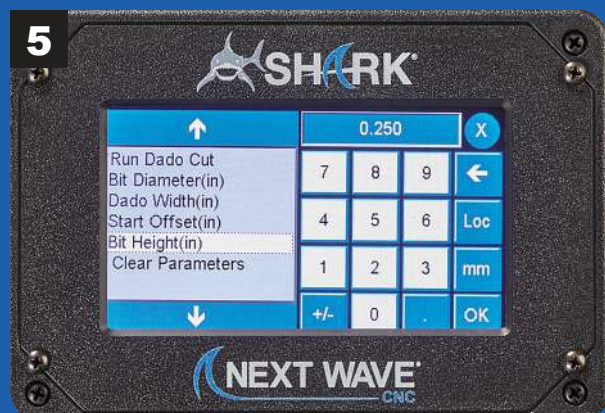 5
SHARK
0.250 X
Run Dado Cut
Bit Diameter(in)
Dado Width(in)
Start Offset(in)
Bit Height(in)
Clear Parameters
7 8 9
4 5 6 Loc
1 2 3 mm
+/- 0 . OK
NEXT WAVE
CNC